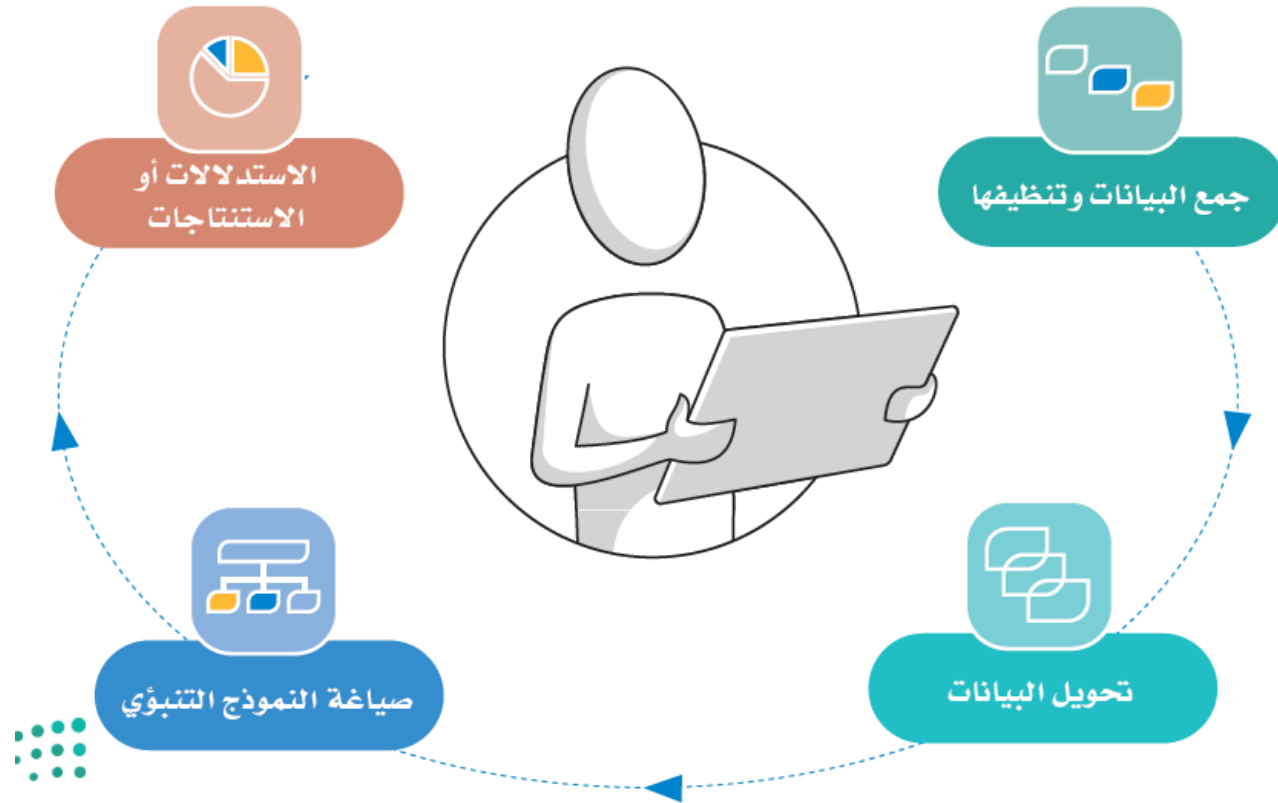 جمع البيانات وتنظيفها
تحويل البيانات
صياغة النموذج التنبؤي
الاستدلالات أو
الاستنتاجات